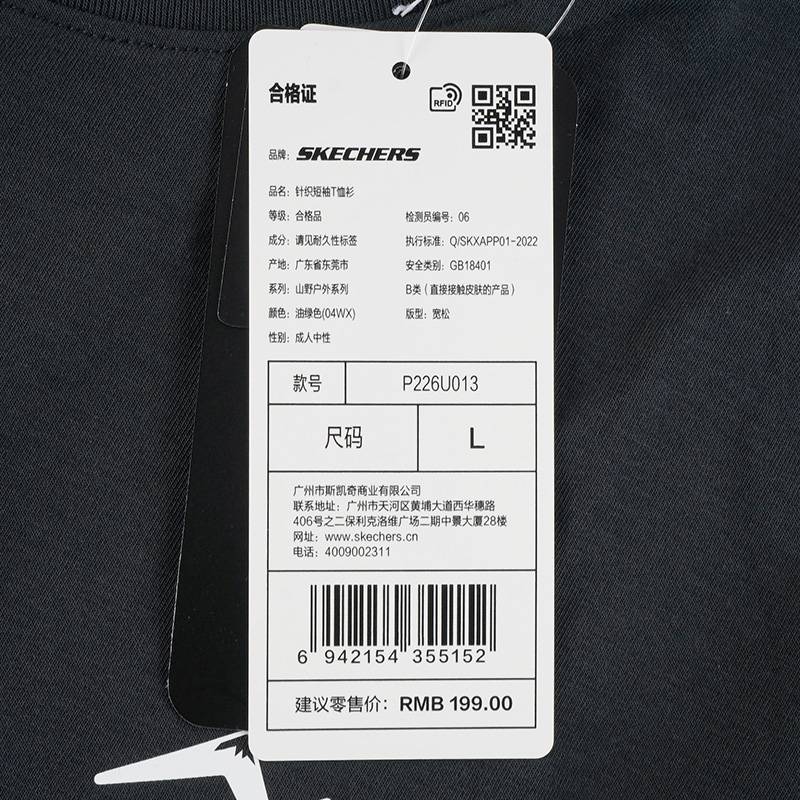 合格证
RFID
品牌: SKECHERS
品名: 针织短袖T恤衫
等级: 合格品 检测员编号: 06
成分: 请见耐久性标签 执行标准: Q/SKXAPP01-2022
产地: 广东省东莞市 安全类别: GB18401
系列: 山野户外系列 B类（直接接触皮肤的产品）
颜色: 油绿色(04WX) 版型: 宽松
性别: 成人中性
款号 P226U013
尺码 L
广州市斯凯奇商业有限公司
联系地址: 广州市天河区黄埔大道西华穗路
406号之二保利克洛维广场二期中景大厦28楼
网址: www.skechers.cn
电话: 4009002311
6 942154 355152
建议零售价: RMB 199.00